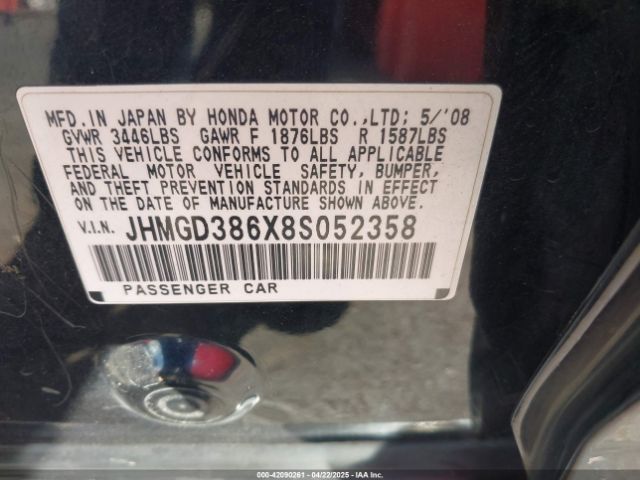 MFD.IN JAPAN BY HONDA MOTOR CO.,LTD; 5/'08
GVWR 3446LBS GAWR F 1876LBS R 1587LBS
THIS VEHICLE CONFORMS TO ALL APPLICABLE
FEDERAL MOTOR VEHICLE SAFETY, BUMPER,
AND THEFT PREVENTION STANDARDS IN EFFECT
ON THE DATE OF MANUFACTURE SHOWN ABOVE.
V.I.N. JHMGD386X8S052358
PASSENGER CAR
000-42090261 - 04/22/2025 - IAA Inc.